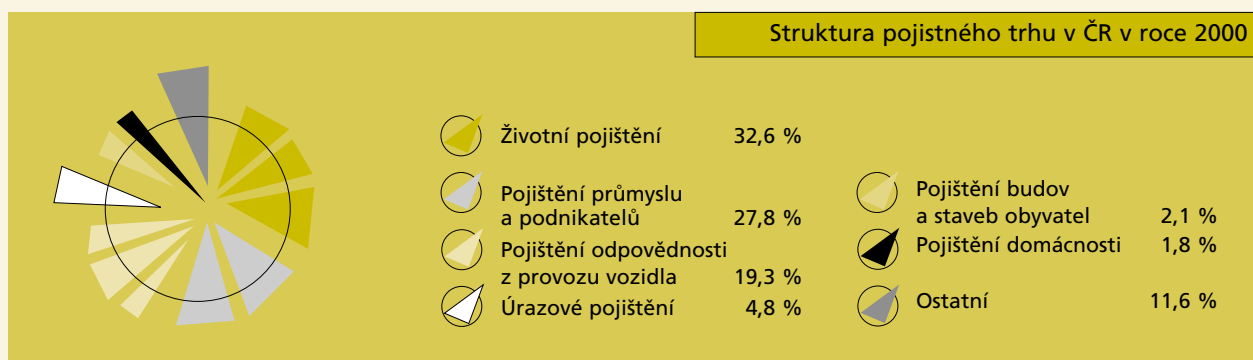 Struktura pojistného trhu v ČR v roce 2000
Životní pojištění 32,6 %
Pojištění průmyslu
a podnikatelů 27,8 %
Pojištění odpovědnosti
z provozu vozidla 19,3 %
Úrazové pojištění 4,8 %
Pojištění budov
a staveb obyvatel 2,1 %
Pojištění domácnosti 1,8 %
Ostatní 11,6 %